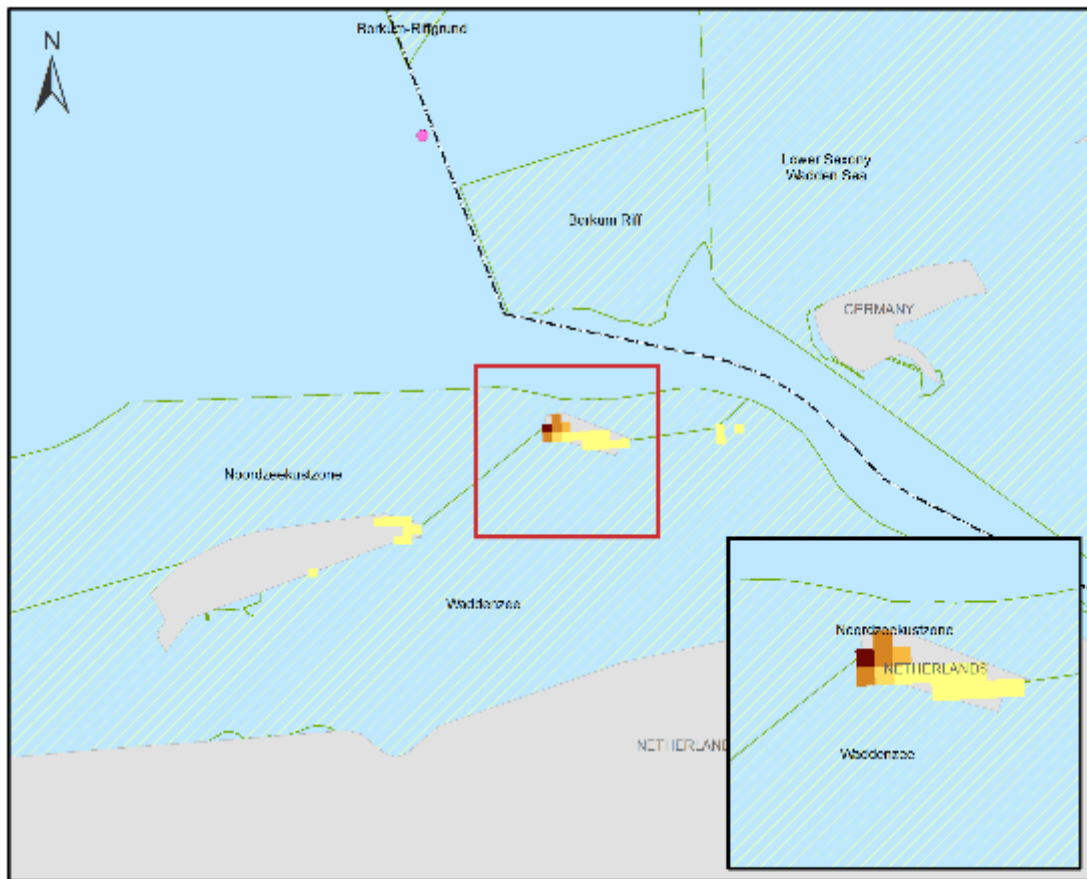 Borkum-Riffgrund
N
Lower Saxony
Wadden Sea
Borkum Riff
GERMANY
Noordzeekustzone
Waddenzee
Noordzeekustzone
NETHERLANDS
NETHERLAND
Waddenzee